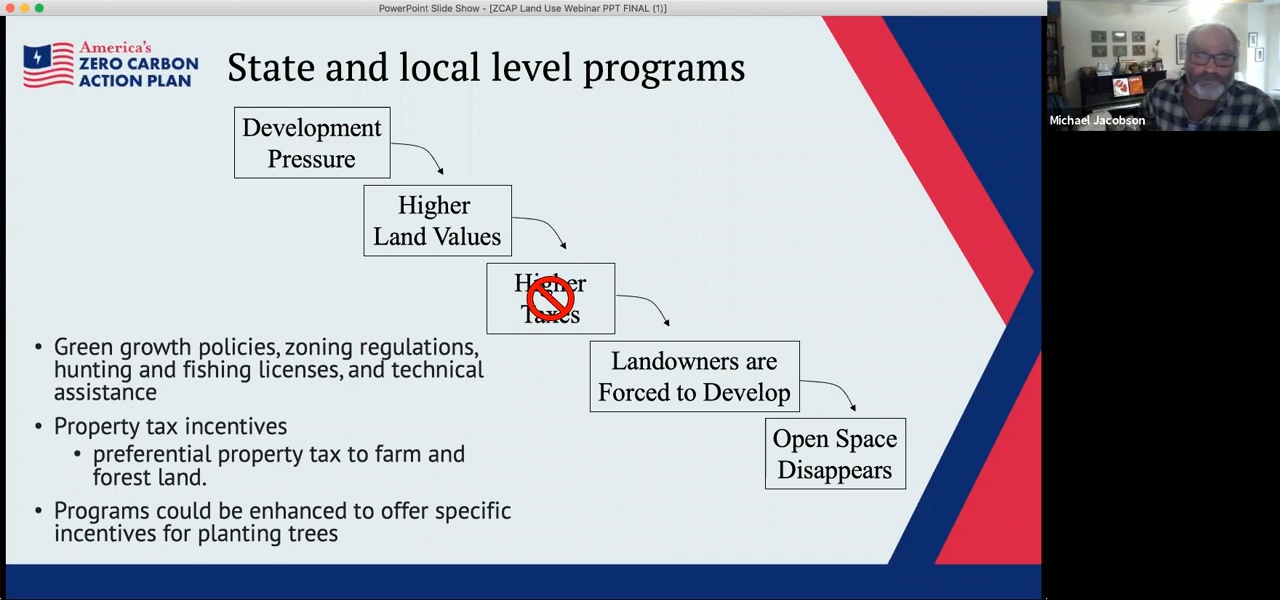 PowerPoint Slide Show - [ZCAP Land Use Webinar PPT FINAL (1)]
America's
ZERO CARBON
ACTION PLAN
State and local level programs
Development
Pressure
Higher
Land Values
Higher
Taxes
Landowners are
Forced to Develop
Open Space
Disappears
• Green growth policies, zoning regulations,
hunting and fishing licenses, and technical
assistance
• Property tax incentives
• preferential property tax to farm and
forest land.
• Programs could be enhanced to offer specific
incentives for planting trees
Michael Jacobson